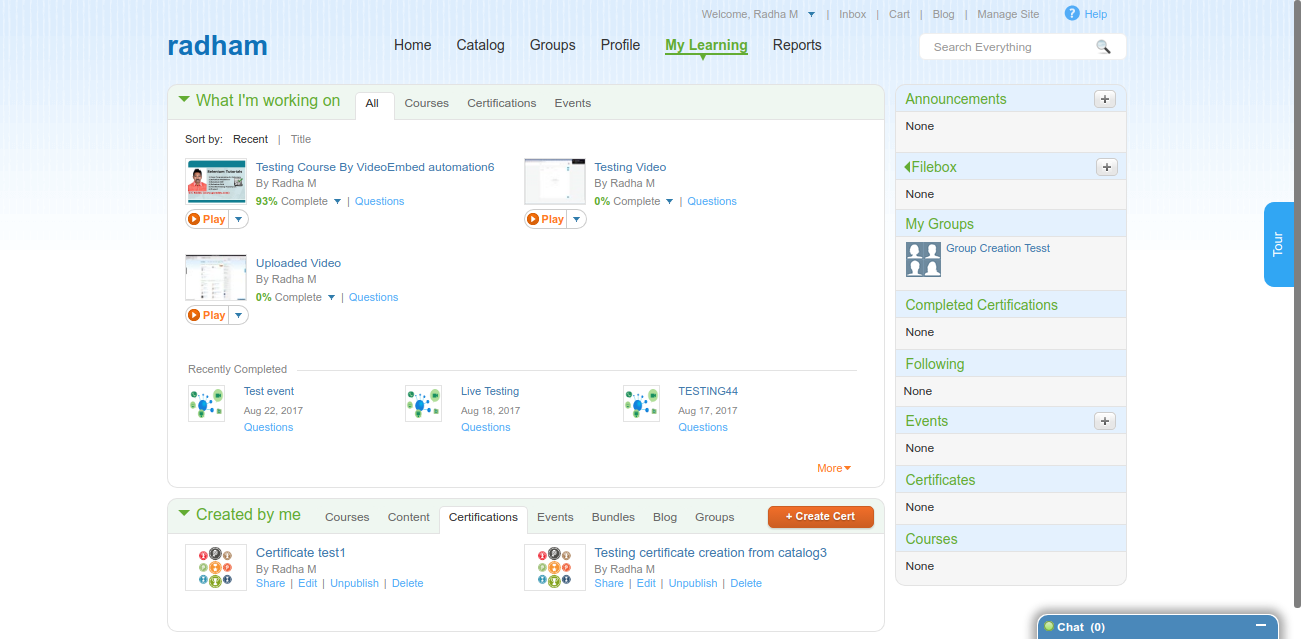 Welcome, Radha M | Inbox | Cart | Blog | Manage Site ? Help
radham
Home Catalog Groups Profile My Learning Reports
Search Everything
What I'm working on All Courses Certifications Events
Sort by: Recent | Title
Testing Course By VideoEmbed automation6
By Radha M
93% Complete | Questions
Play
Testing Video
By Radha M
0% Complete | Questions
Play
Uploaded Video
By Radha M
0% Complete | Questions
Play
Recently Completed
Test event
Aug 22, 2017
Questions
Live Testing
Aug 18, 2017
Questions
TESTING44
Aug 17, 2017
Questions
More
Created by me Courses Content Certifications Events Bundles Blog Groups + Create Cert
Certificate test1
By Radha M
Share | Edit | Unpublish | Delete
Testing certificate creation from catalog3
By Radha M
Share | Edit | Unpublish | Delete
Announcements +
None
Filebox +
None
My Groups
Group Creation Tesst
Completed Certifications
None
Following
None
Events +
None
Certificates
None
Courses
None
Tour
Chat (0)